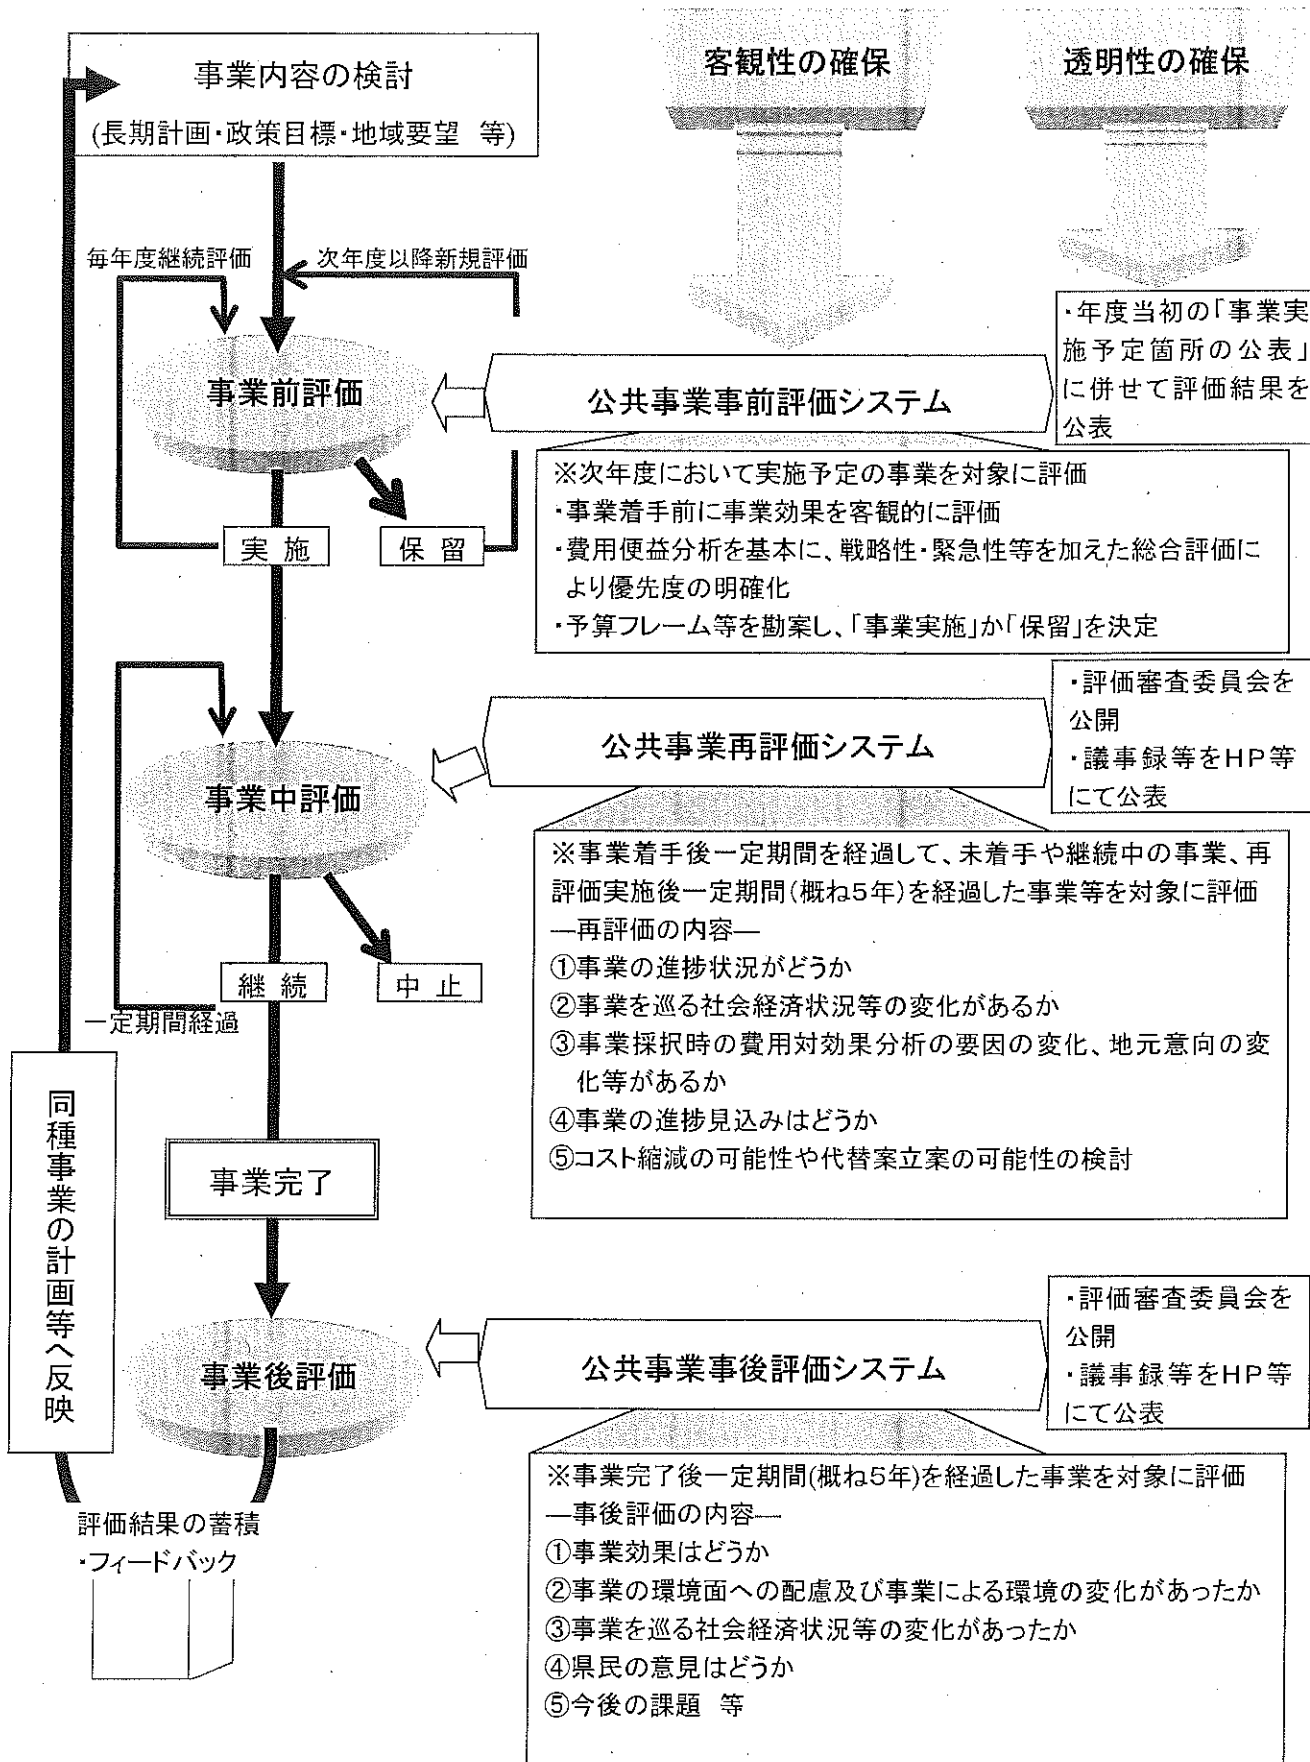 事業内容の検討
(長期計画・政策目標・地域要望 等)
客観性の確保
透明性の確保
毎年度継続評価
次年度以降新規評価
事業前評価
公共事業事前評価システム
・年度当初の「事業実
施予定箇所の公表」
に併せて評価結果を
公表
※次年度において実施予定の事業を対象に評価
・事業着手前に事業効果を客観的に評価
・費用便益分析を基本に、戦略性・緊急性等を加えた総合評価に
より優先度の明確化
・予算フレーム等を勘案し、「事業実施」か「保留」を決定
実 施
保 留
事業中評価
公共事業再評価システム
・評価審査委員会を
公開
・議事録等をHP等
にて公表
※事業着手後一定期間を経過して、未着手や継続中の事業、再
評価実施後一定期間(概ね5年)を経過した事業等を対象に評価
―再評価の内容―
①事業の進捗状況がどうか
②事業を巡る社会経済状況等の変化があるか
③事業採択時の費用対効果分析の要因の変化、地元意向の変
化等があるか
④事業の進捗見込みはどうか
⑤コスト縮減の可能性や代替案立案の可能性の検討
継 続
中 止
一定期間経過
事業完了
同種事業の計画等へ反映
事業後評価
公共事業事後評価システム
・評価審査委員会を
公開
・議事録等をHP等
にて公表
※事業完了後一定期間(概ね5年)を経過した事業を対象に評価
―事後評価の内容―
①事業効果はどうか
②事業の環境面への配慮及び事業による環境の変化があったか
③事業を巡る社会経済状況等の変化があったか
④県民の意見はどうか
⑤今後の課題 等
評価結果の蓄積
・フィードバック